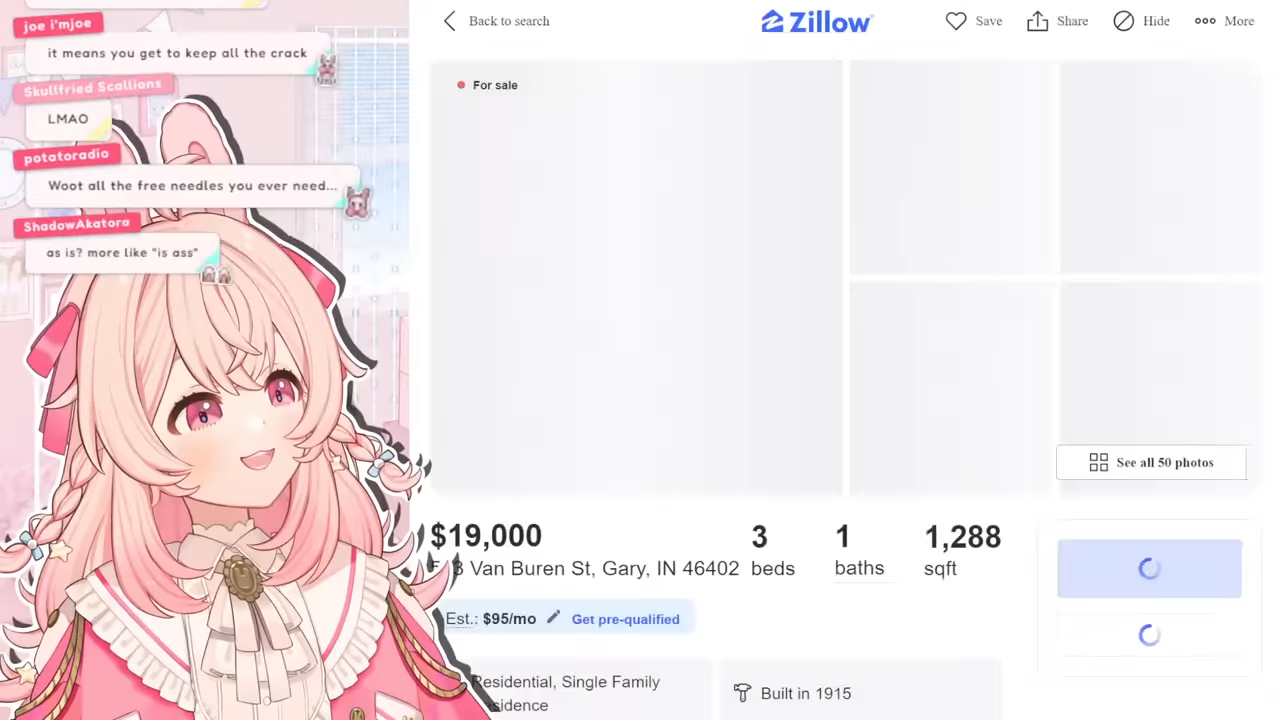 joe i'mjoe
it means you get to keep all the crack
Skullfried Scallions
LMAO
potatoradio
Woot all the free needles you ever need...
ShadowAkatora
as is? more like "is ass"
Back to search
Zillow
Save
Share
Hide
More
For sale
See all 50 photos
$19,000
3 beds
1 baths
1,288 sqft
Van Buren St, Gary, IN 46402
Est.: $95/mo
Get pre-qualified
Residential, Single Family
Built in 1915